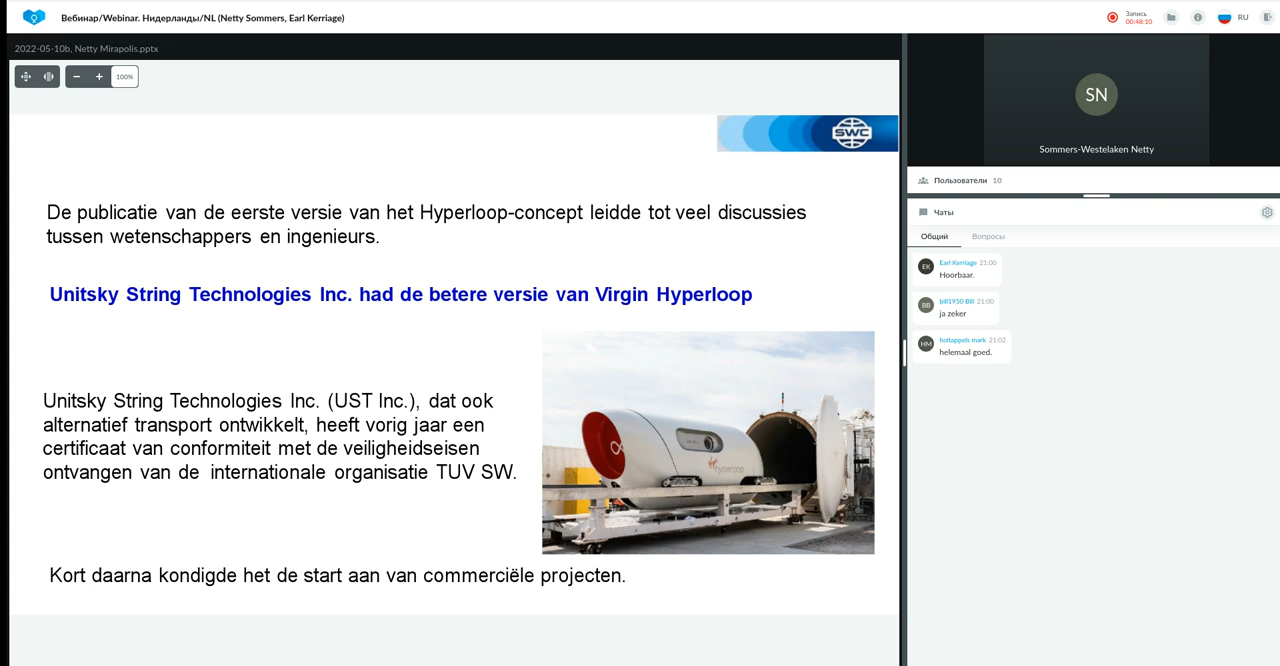 Вебинар/Webinar. Нидерланды/NL (Netty Sommers, Earl Kerriage)
Запись
00:48:10
RU
2022-05-10b, Netty Mirapolis.pptx
100%
SWC
De publicatie van de eerste versie van het Hyperloop-concept leidde tot veel discussies
tussen wetenschappers en ingenieurs.
Unitsky String Technologies Inc. had de betere versie van Virgin Hyperloop
Unitsky String Technologies Inc. (UST Inc.), dat ook
alternatief transport ontwikkelt, heeft vorig jaar een
certificaat van conformiteit met de veiligheidseisen
ontvangen van de internationale organisatie TUV SW.
hyperloop
Kort daarna kondigde het de start aan van commerciële projecten.
SN
Sommers-Westelaken Netty
Пользователи 10
Чаты
Общий Вопросы
EK
Earl Kerriage 21:00
Hoorbaar.
BB
bill1950 Bill 21:00
ja zeker
HM
holtappels mark 21:02
helemaal goed.